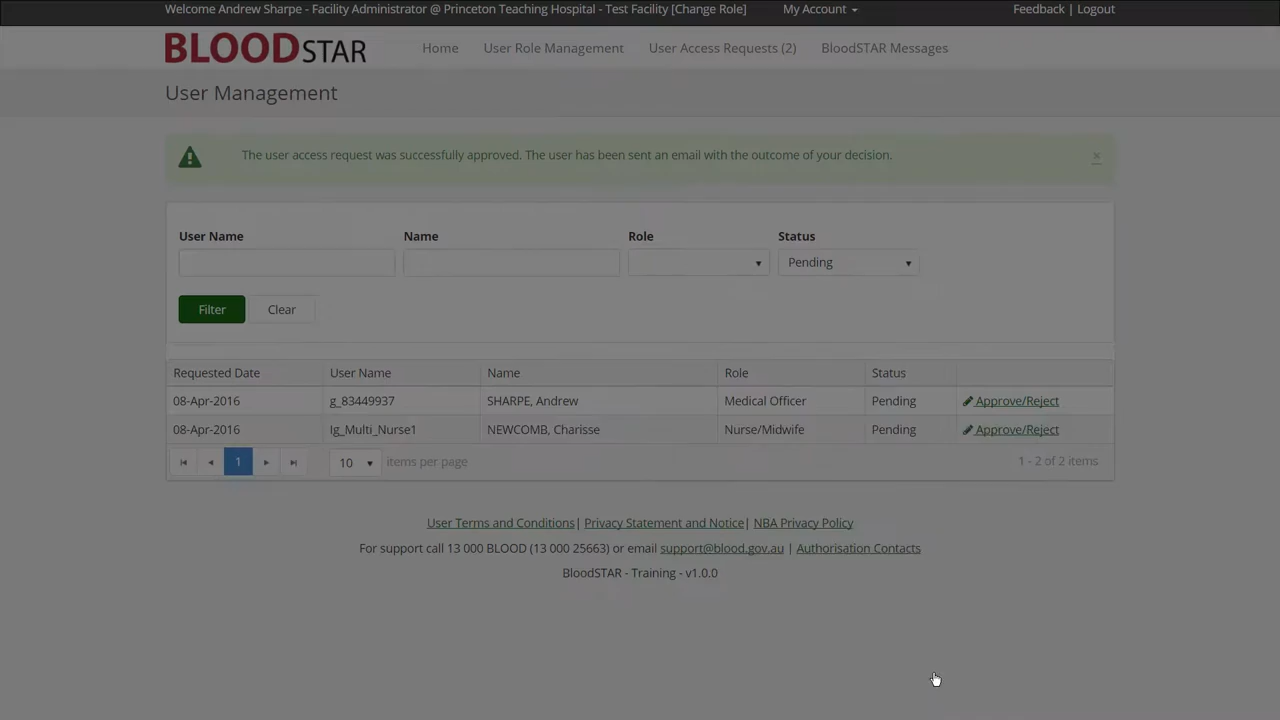 Welcome Andrew Sharpe - Facility Administrator @ Princeton Teaching Hospital - Test Facility [Change Role] My Account Feedback | Logout
BLOODSTAR Home User Role Management User Access Requests (2) BloodSTAR Messages
User Management
The user access request was successfully approved. The user has been sent an email with the outcome of your decision. ×
User Name Name Role Status
Pending
Filter Clear
Requested Date User Name Name Role Status
08-Apr-2016 g_83449937 SHARPE, Andrew Medical Officer Pending Approve/Reject
08-Apr-2016 Ig_Multi_Nurse1 NEWCOMB, Charisse Nurse/Midwife Pending Approve/Reject
1 10 items per page 1 - 2 of 2 items
User Terms and Conditions| Privacy Statement and Notice| NBA Privacy Policy
For support call 13 000 BLOOD (13 000 25663) or email support@blood.gov.au | Authorisation Contacts
BloodSTAR - Training - v1.0.0